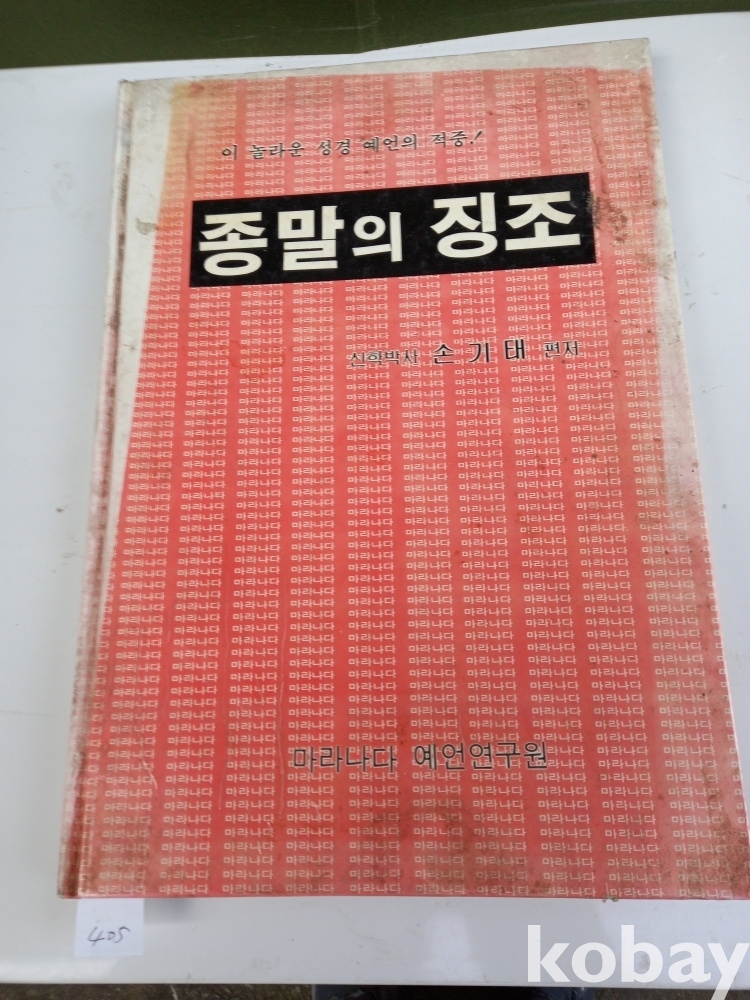 이 놀라운 성경 예언의 적중!
종말의 징조
신학박사 손기태 편저
마라나다 예언연구원
405
kobay